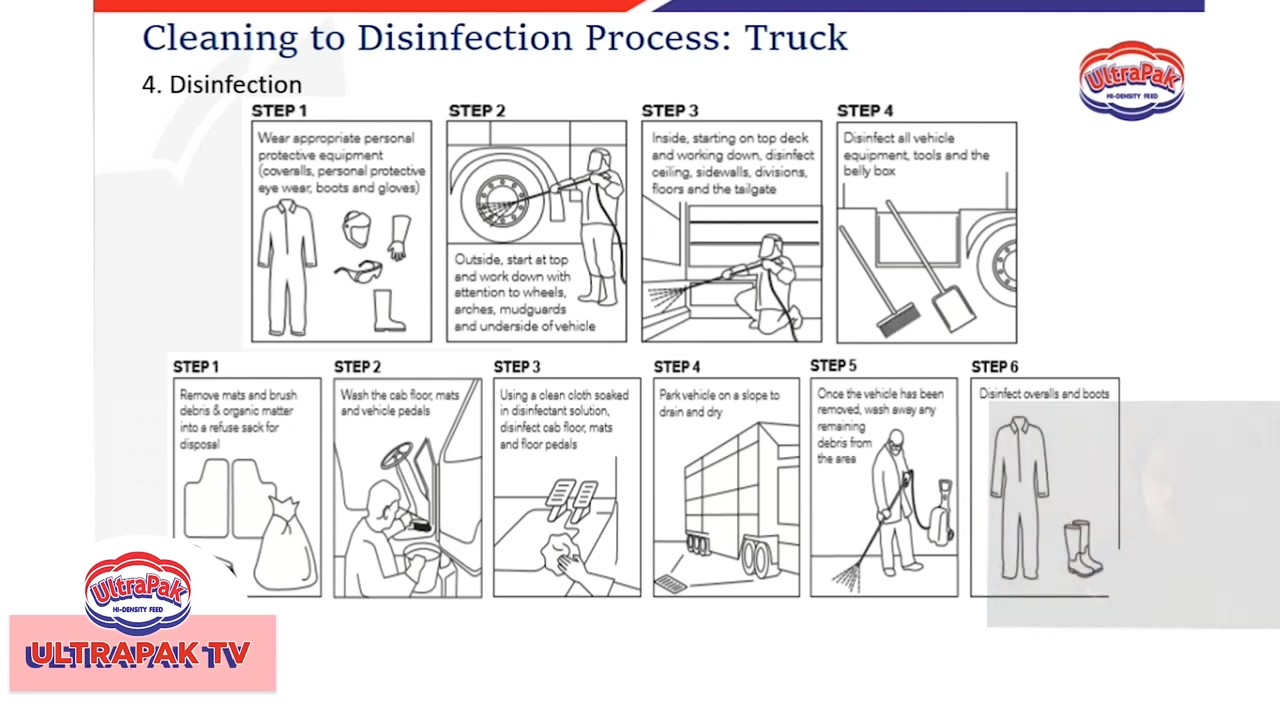 Cleaning to Disinfection Process: Truck
4. Disinfection
UltraPak
HI-DENSITY FEED
STEP 1
Wear appropriate personal
protective equipment
(coveralls, personal protective
eye wear, boots and gloves)
STEP 2
Outside, start at top
and work down with
attention to wheels,
arches, mudguards
and underside of vehicle
STEP 3
Inside, starting on top deck
and working down, disinfect
ceiling, sidewalls, divisions,
floors and the tailgate
STEP 4
Disinfect all vehicle
equipment, tools and the
belly box
STEP 1
Remove mats and brush
debris & organic matter
into a refuse sack for
disposal
STEP 2
Wash the cab floor, mats
and vehicle pedals
STEP 3
Using a clean cloth soaked
in disinfectant solution,
disinfect cab floor, mats
and floor pedals
STEP 4
Park vehicle on a slope to
drain and dry
STEP 5
Once the vehicle has been
removed, wash away any
remaining
debris from
the area
STEP 6
Disinfect overalls and boots
UltraPak
HI-DENSITY FEED
ULTRAPAK TV